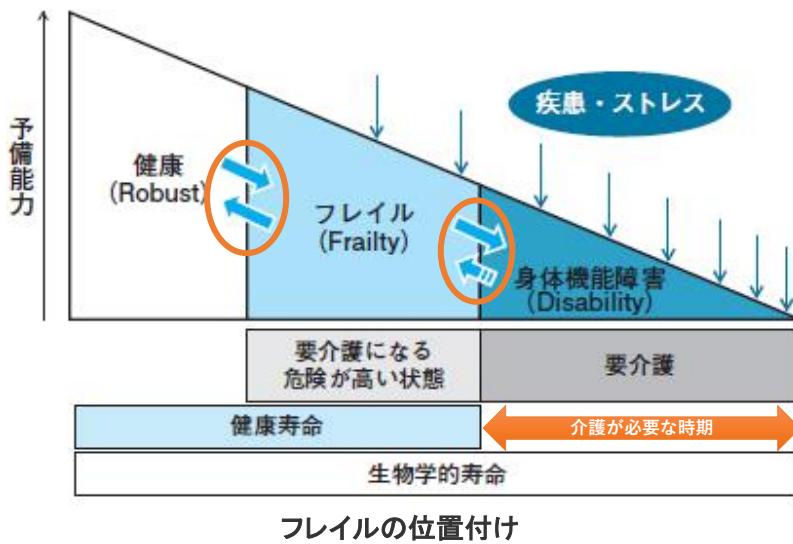 予備能力
疾患・ストレス
健康
(Robust)
フレイル
(Frailty)
身体機能障害
(Disability)
要介護になる
危険が高い状態
要介護
健康寿命
介護が必要な時期
生物学的寿命
フレイルの位置付け